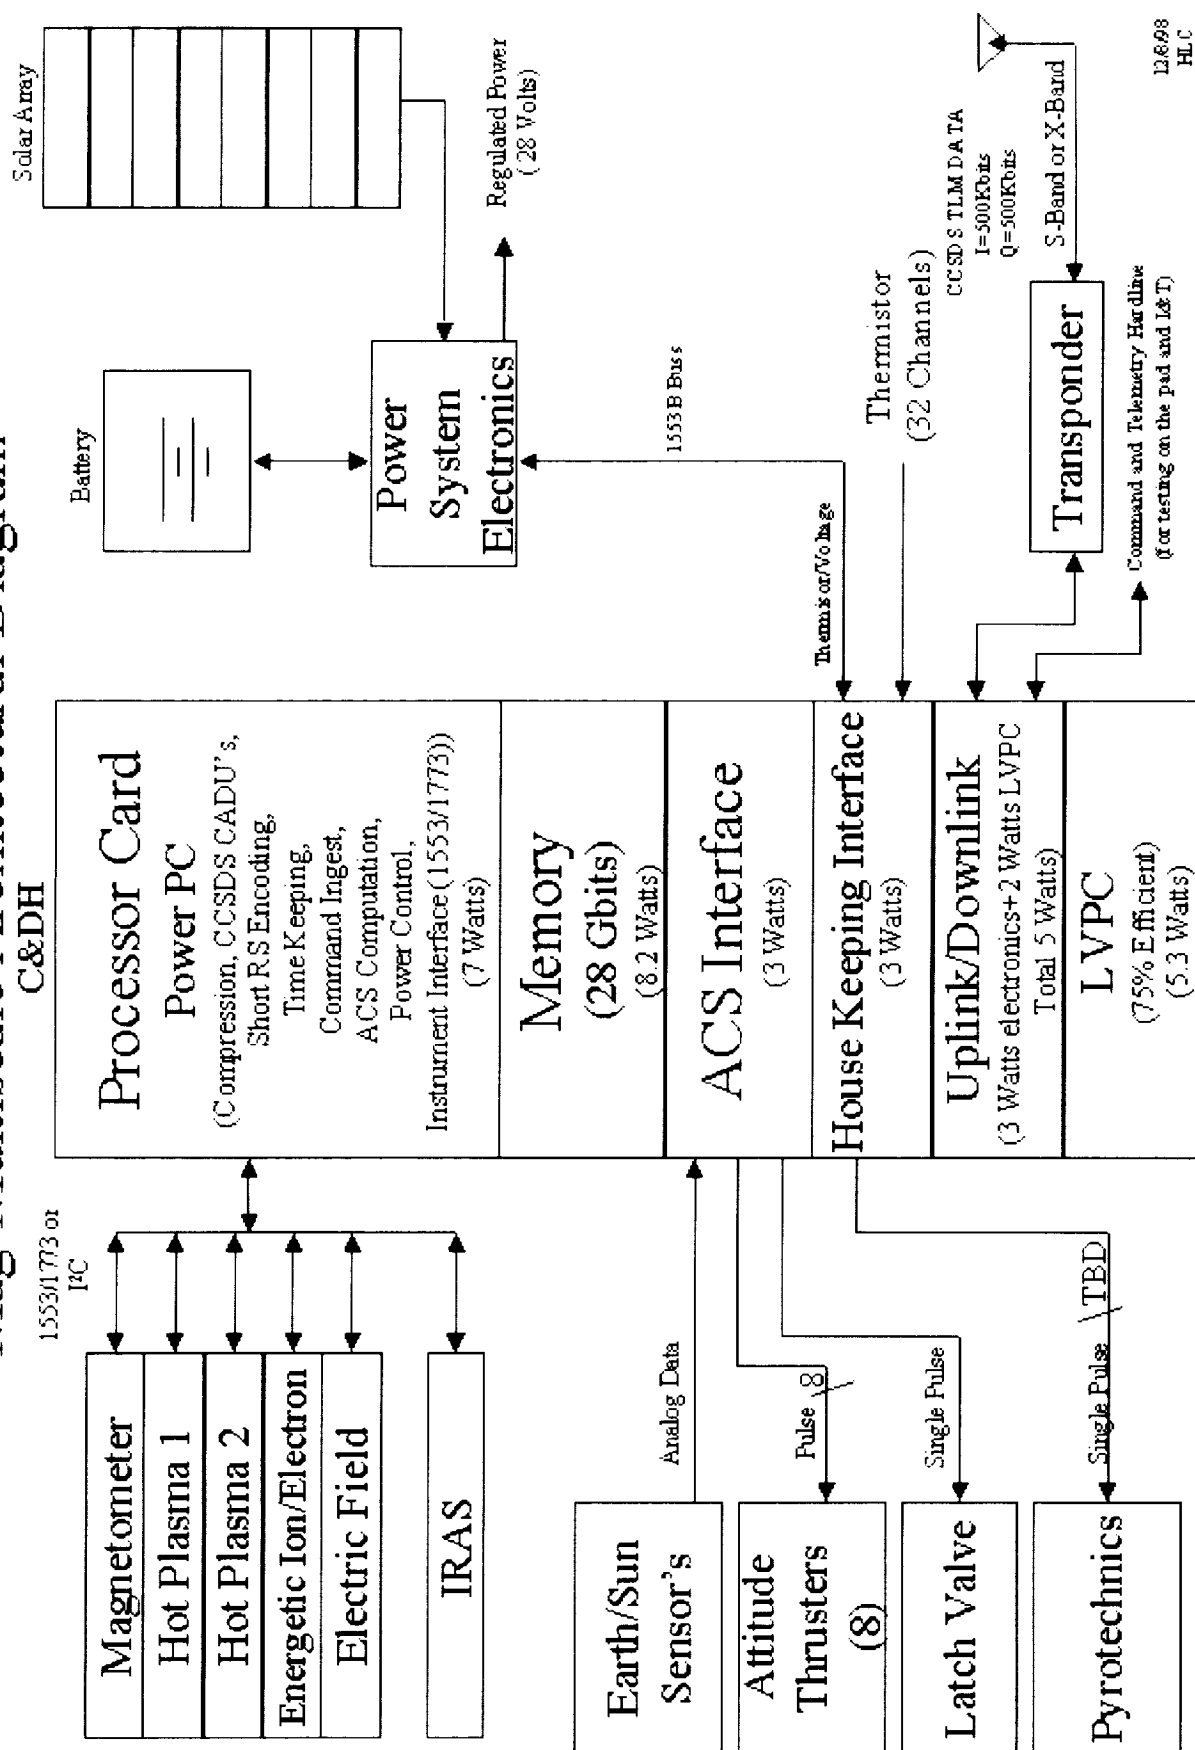 Mag Multiscale Architectural Diagram
C&DH
1553/1773 or
I²C
Magnetometer
Hot Plasma 1
Hot Plasma 2
Energetic Ion/Electron
Electric Field
IRAS
Earth/Sun
Sensor's
Attitude
Thrusters
(8)
Latch Valve
Pyrotechnics
Analog Data
Pulse
8
Single Pulse
Single Pulse
TBD
Processor Card
Power PC
(Compression, CCSDS CADU's,
Short RS Encoding,
Time Keeping,
Command Ingest,
ACS Computation,
Power Control,
Instrument Interface (1553/1773))
(7 Watts)
Memory
(28 Gbits)
(8.2 Watts)
ACS Interface
(3 Watts)
House Keeping Interface
(3 Watts)
Uplink/Downlink
(3 Watts electronics+ 2 Watts LVPC
Total 5 Watts)
LVPC
(75% Efficient)
(5.3 Watts)
Battery
Solar Array
Power
System
Electronics
Regulated Power
( 28 Volts)
1553 B Buss
Thermisor/Voltage
Thermistor
(32 Channels)
CCSDS TLM DATA
I=500Kbits
Q=500Kbits
S-Band or X-Band
Transponder
Command and Telemetry Hardline
(for testing on the pad and I&T)
12/8/98
HLC